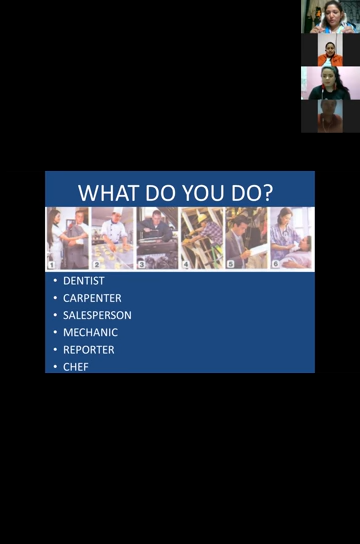 WHAT DO YOU DO?
1 2 3 4 5 6
• DENTIST
• CARPENTER
• SALESPERSON
• MECHANIC
• REPORTER
• CHEF